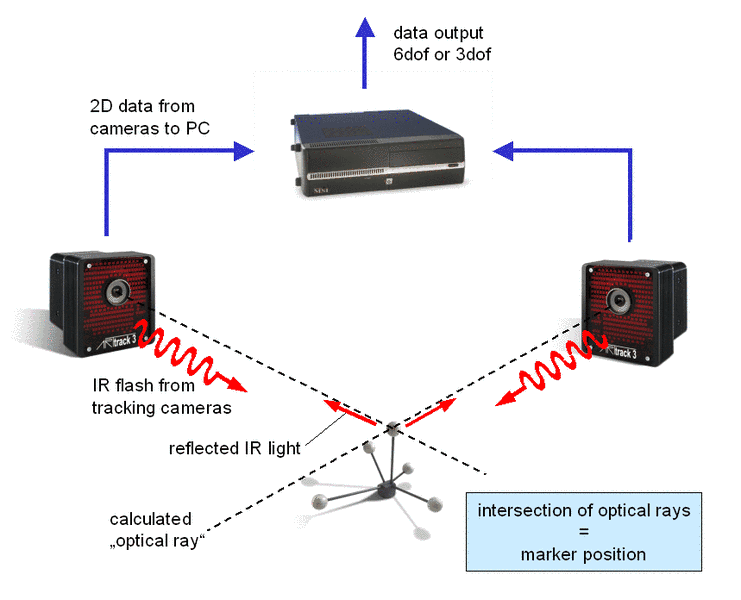 data output
6dof or 3dof
2D data from
cameras to PC
track 3
track 3
IR flash from
tracking cameras
reflected IR light
calculated
„optical ray“
intersection of optical rays
=
marker position